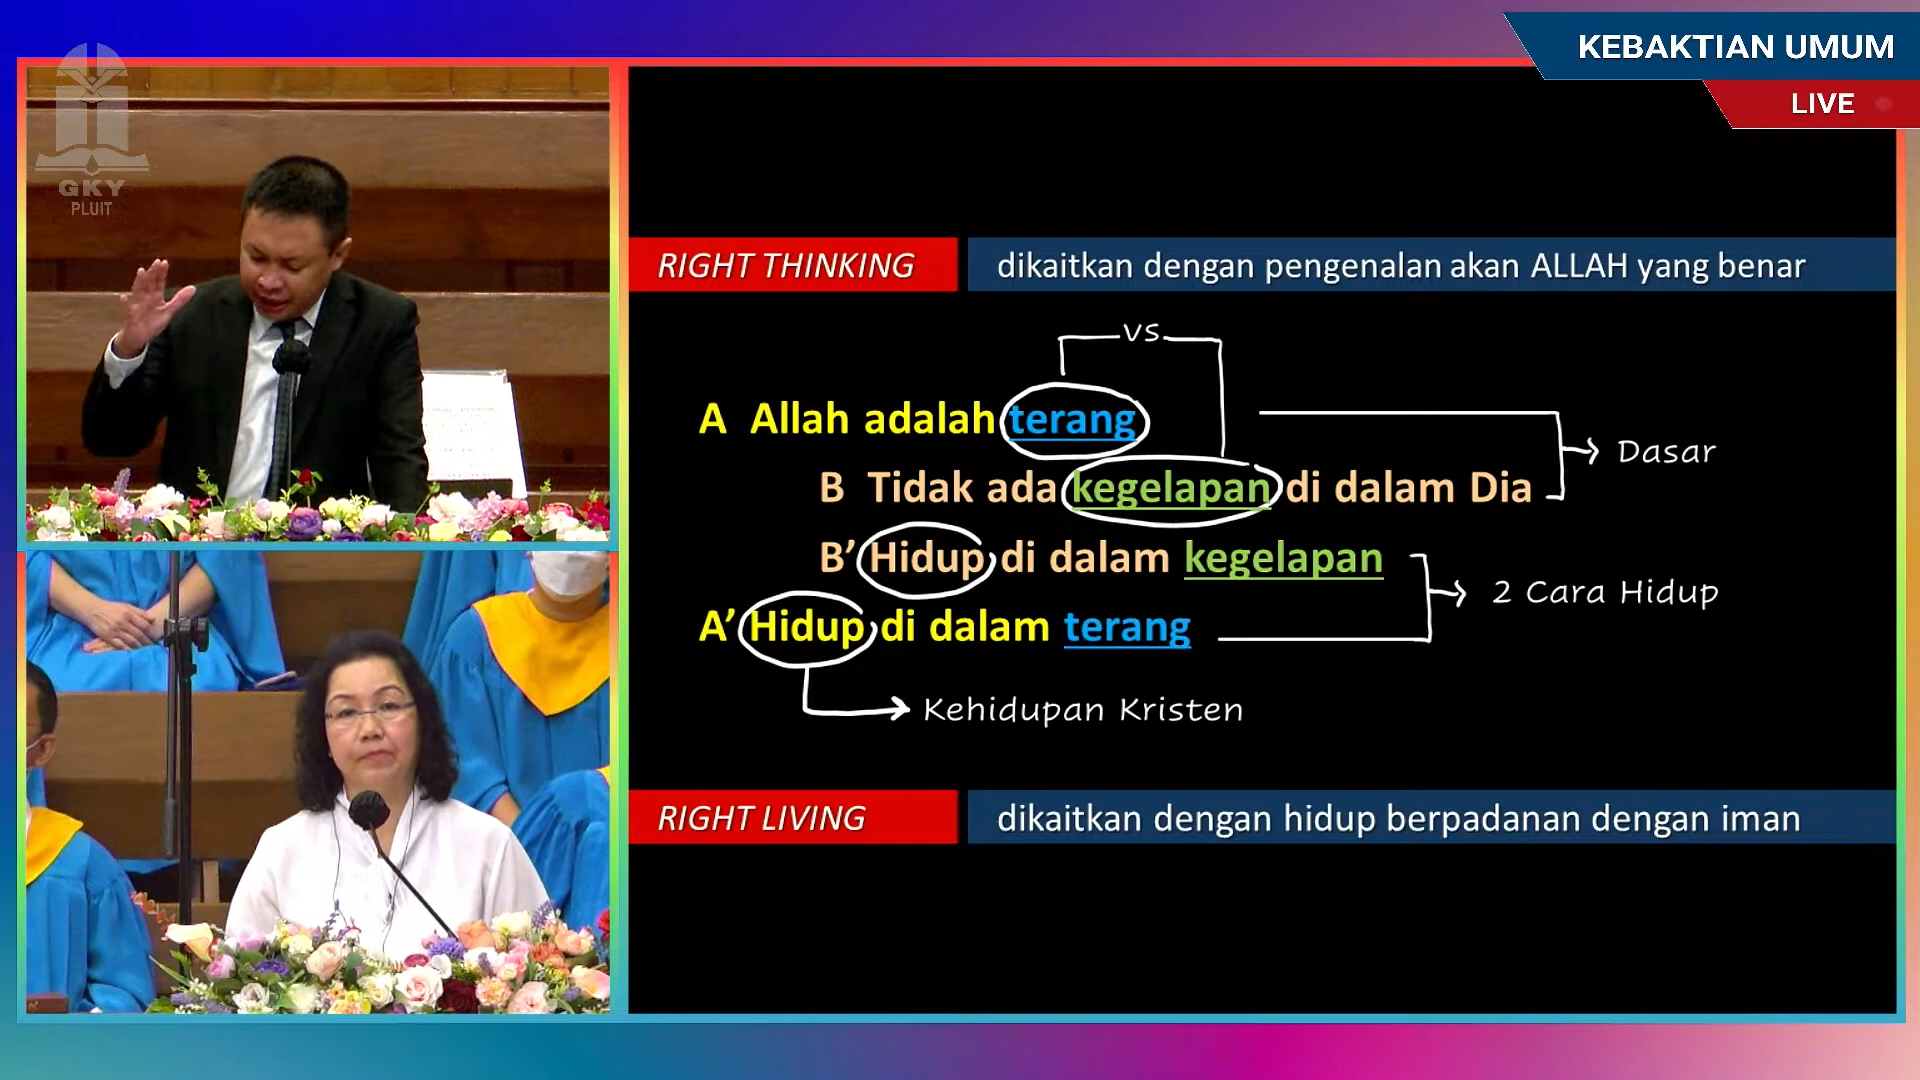 KEBAKTIAN UMUM
LIVE
GKY
PLUIT
RIGHT THINKING dikaitkan dengan pengenalan akan ALLAH yang benar
vs
A Allah adalah terang
Dasar
B Tidak ada kegelapan di dalam Dia
B’ Hidup di dalam kegelapan
2 Cara Hidup
A’ Hidup di dalam terang
Kehidupan Kristen
RIGHT LIVING dikaitkan dengan hidup berpadanan dengan iman